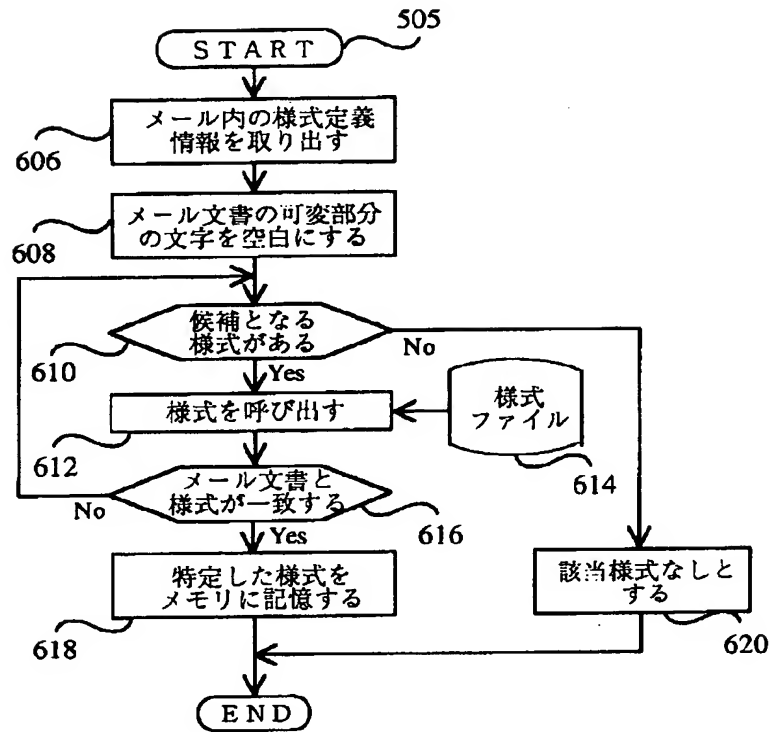 505
START
メール内の様式定義
情報を取り出す
606
メール文書の可変部分
の文字を空白にする
608
候補となる
様式がある
No
610
Yes
様式を呼び出す
様式
ファイル
612
614
メール文書と
様式が一致する
No
616
Yes
特定した様式を
メモリに記憶する
該当様式なしと
する
618
620
END